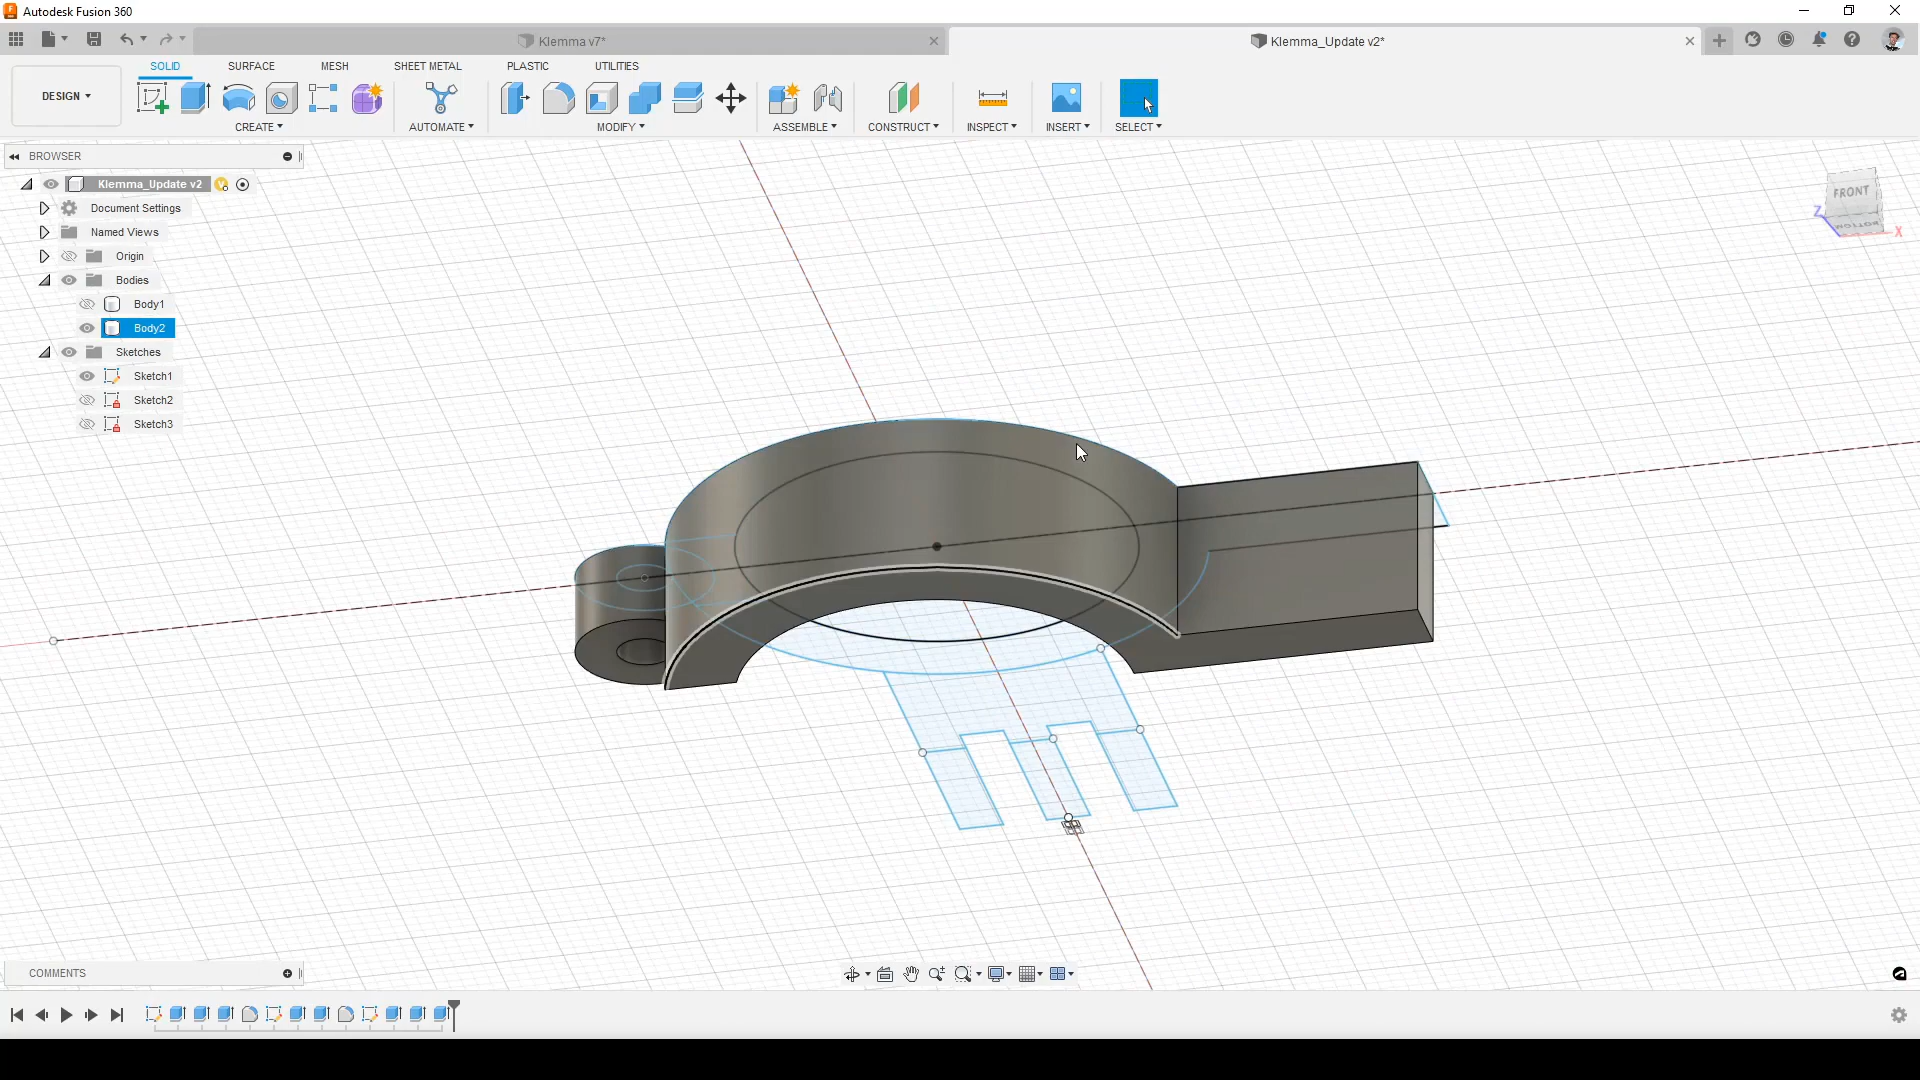 Autodesk Fusion 360
Klemma v7*
Klemma_Update v2*
DESIGN
SOLID
SURFACE
MESH
SHEET METAL
PLASTIC
UTILITIES
CREATE
AUTOMATE
MODIFY
ASSEMBLE
CONSTRUCT
INSPECT
INSERT
SELECT
BROWSER
Klemma_Update v2
Document Settings
Named Views
Origin
Bodies
Body1
Body2
Sketches
Sketch1
Sketch2
Sketch3
FRONT
BOTTOM
Z
X
COMMENTS